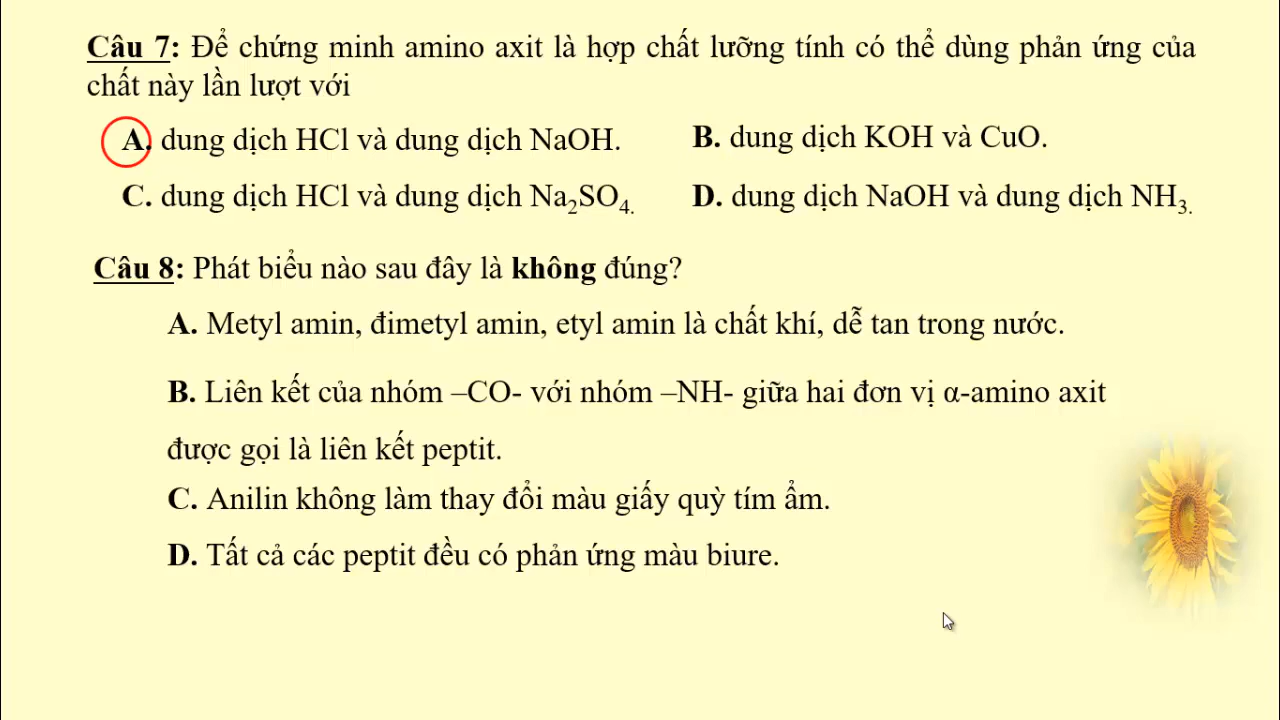 Câu 7: Để chứng minh amino axit là hợp chất lưỡng tính có thể dùng phản ứng của
chất này lần lượt với
A. dung dịch HCl và dung dịch NaOH. B. dung dịch KOH và CuO.
C. dung dịch HCl và dung dịch Na₂SO₄. D. dung dịch NaOH và dung dịch NH₃.
Câu 8: Phát biểu nào sau đây là không đúng?
A. Metyl amin, đimetyl amin, etyl amin là chất khí, dễ tan trong nước.
B. Liên kết của nhóm –CO- với nhóm –NH- giữa hai đơn vị α-amino axit
được gọi là liên kết peptit.
C. Anilin không làm thay đổi màu giấy quỳ tím ẩm.
D. Tất cả các peptit đều có phản ứng màu biure.